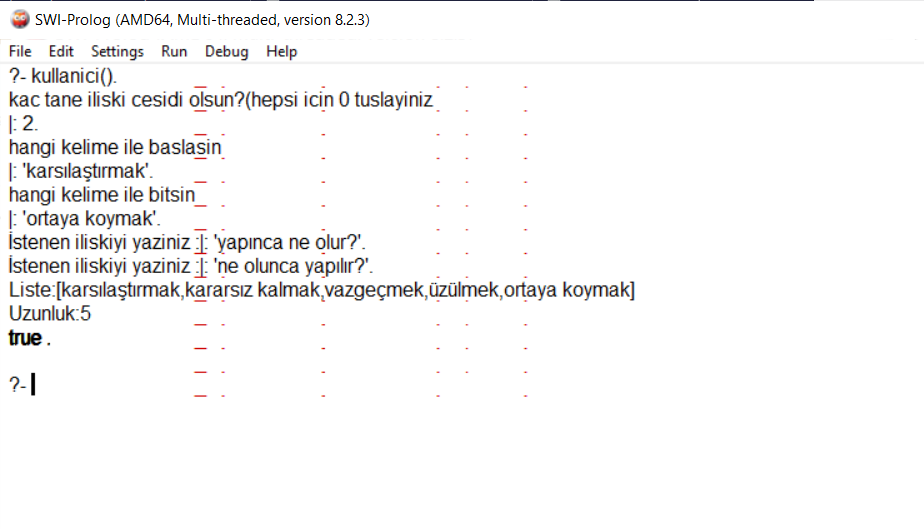 SWI-Prolog (AMD64, Multi-threaded, version 8.2.3)
File Edit Settings Run Debug Help
?- kullanici().
kac tane iliski cesidi olsun?(hepsi icin 0 tuslayiniz
|: 2.
hangi kelime ile baslasin
|: 'karsılaştırmak'.
hangi kelime ile bitsin
|: 'ortaya koymak'.
İstenen iliskiyi yaziniz :|: 'yapınca ne olur?'.
İstenen iliskiyi yaziniz :|: 'ne olunca yapılır?'.
Liste:[karsılaştırmak,kararsız kalmak,vazgeçmek,üzülmek,ortaya koymak]
Uzunluk:5
true .
?-